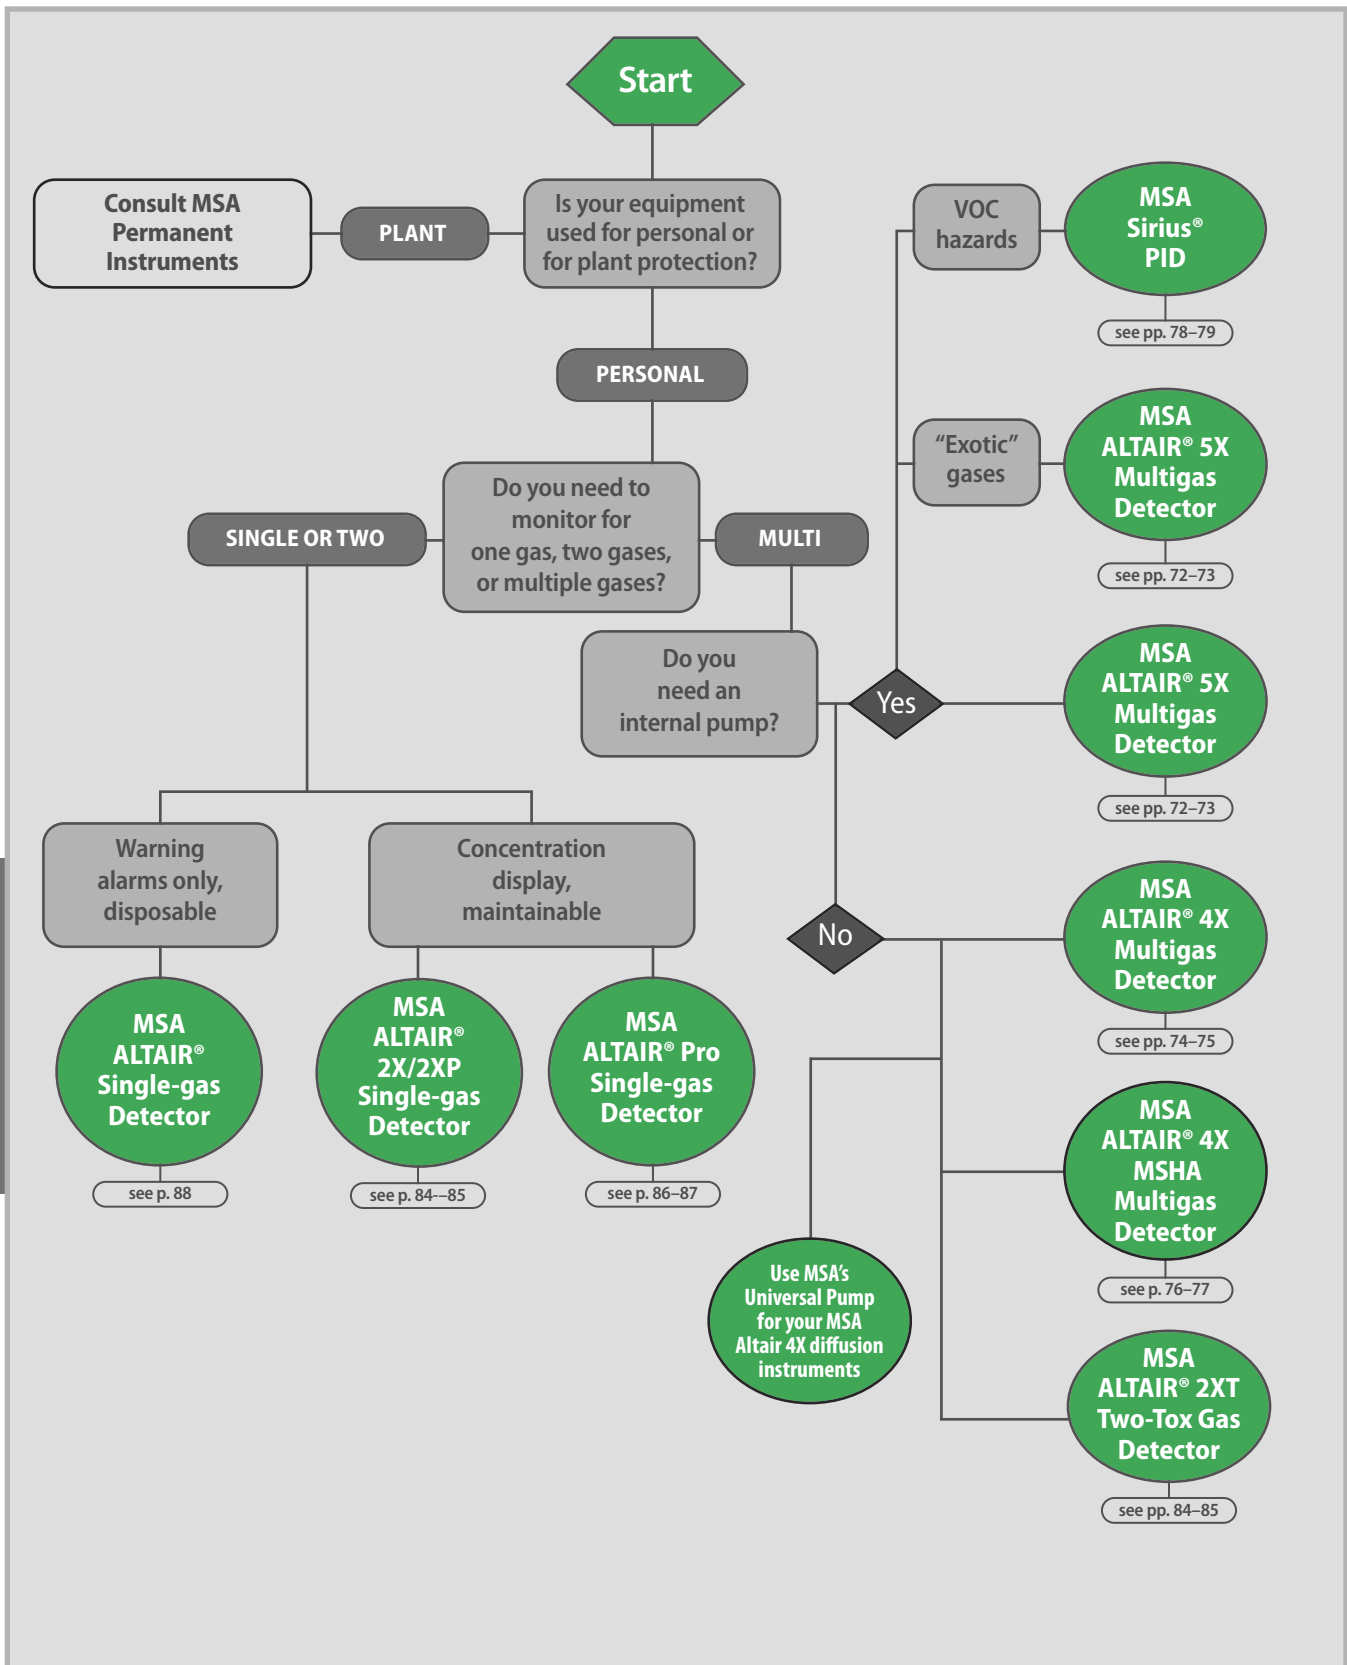 Start
Consult MSA
Permanent
Instruments
PLANT
Is your equipment
used for personal or
for plant protection?
PERSONAL
Do you need to
monitor for
one gas, two gases,
or multiple gases?
SINGLE OR TWO
MULTI
Do you
need an
internal pump?
Yes
No
VOC
hazards
MSA
Sirius®
PID
see pp. 78–79
“Exotic”
gases
MSA
ALTAIR® 5X
Multigas
Detector
see pp. 72–73
MSA
ALTAIR® 5X
Multigas
Detector
see pp. 72–73
MSA
ALTAIR® 4X
Multigas
Detector
see pp. 74–75
MSA
ALTAIR® 4X
MSHA
Multigas
Detector
see p. 76–77
MSA
ALTAIR® 2XT
Two-Tox Gas
Detector
see pp. 84–85
Use MSA’s
Universal Pump
for your MSA
Altair 4X diffusion
instruments
Warning
alarms only,
disposable
Concentration
display,
maintainable
MSA
ALTAIR®
Single-gas
Detector
see p. 88
MSA
ALTAIR®
2X/2XP
Single-gas
Detector
see p. 84-–85
MSA
ALTAIR® Pro
Single-gas
Detector
see p. 86–87